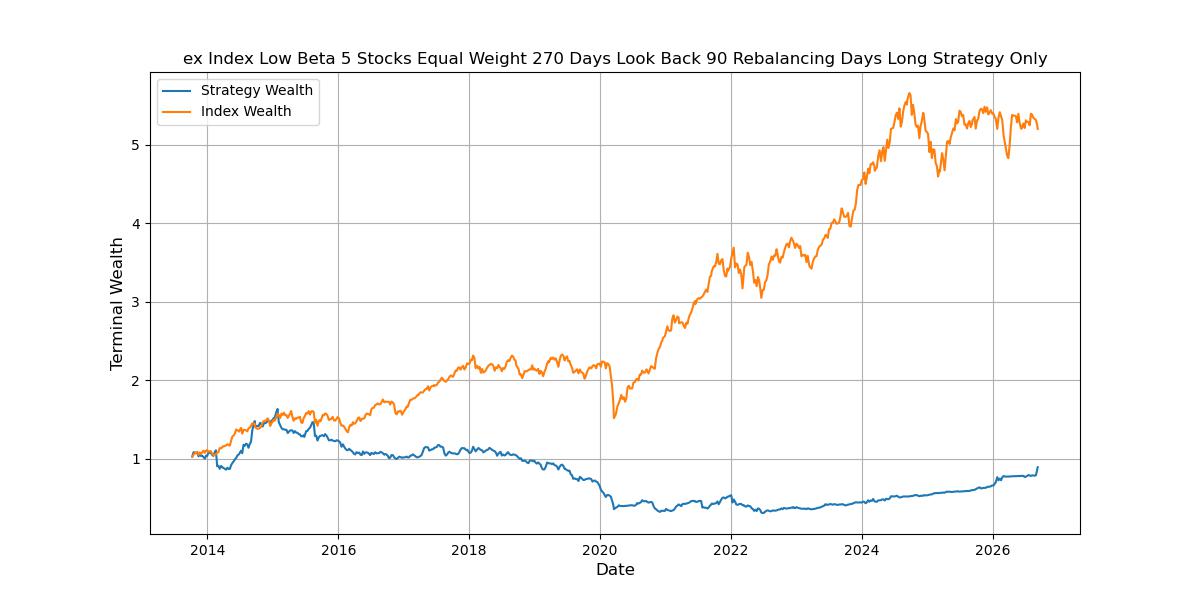 ex Index Low Beta 5 Stocks Equal Weight 270 Days Look Back 90 Rebalancing Days Long Strategy Only
Strategy Wealth
Index Wealth
Terminal Wealth
5
4
3
2
1
2014 2016 2018 2020 2022 2024 2026
Date